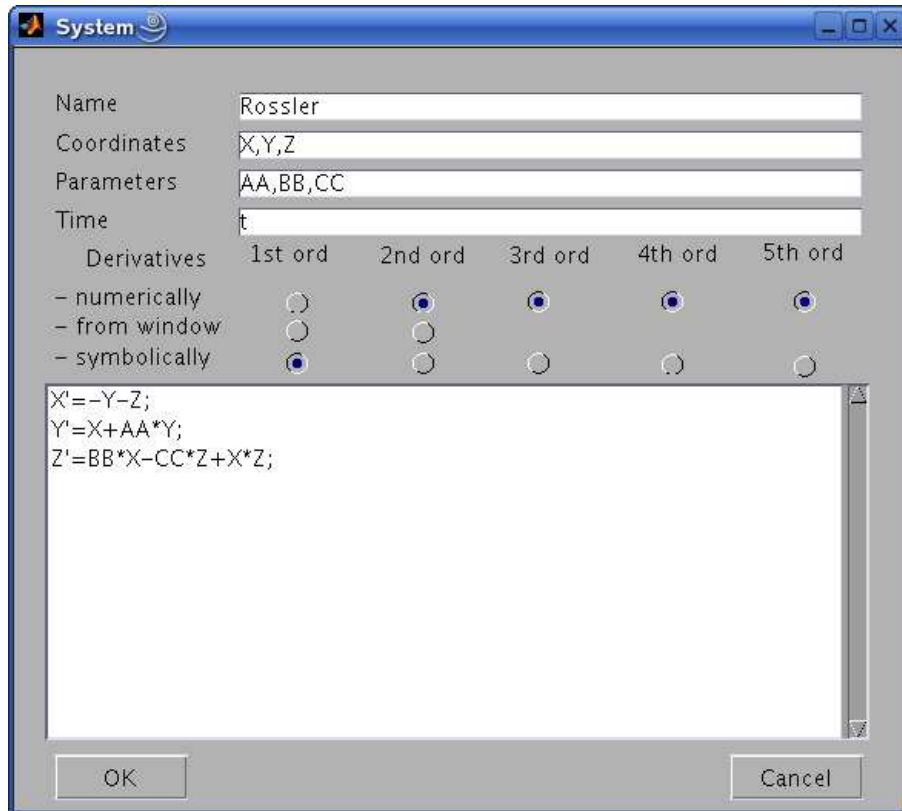 System
Name Rossler
Coordinates X,Y,Z
Parameters AA,BB,CC
Time t
Derivatives 1st ord 2nd ord 3rd ord 4th ord 5th ord
– numerically
– from window
– symbolically
X'=−Y−Z;
Y'=X+AA*Y;
Z'=BB*X−CC*Z+X*Z;
OK Cancel